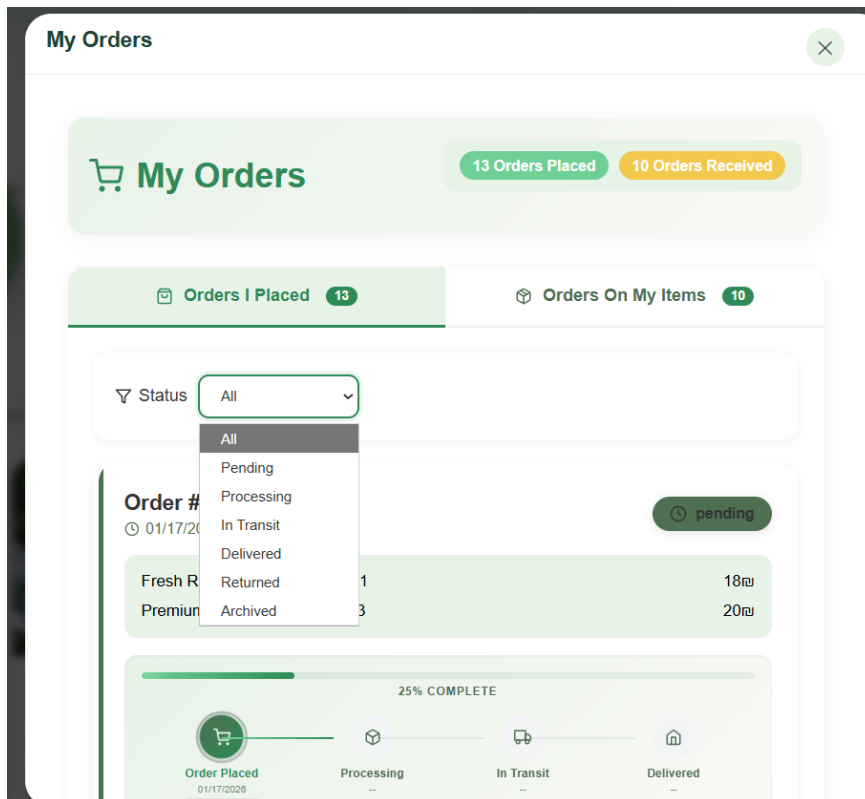 My Orders
My Orders
13 Orders Placed
10 Orders Received
Orders I Placed 13
Orders On My Items 10
Status All
All
Pending
Processing
In Transit
Delivered
Returned
Archived
Order #
01/17/20
pending
Fresh R 1 18₪
Premium 3 20₪
25% COMPLETE
Order Placed
01/17/2026
Processing
--
In Transit
--
Delivered
--